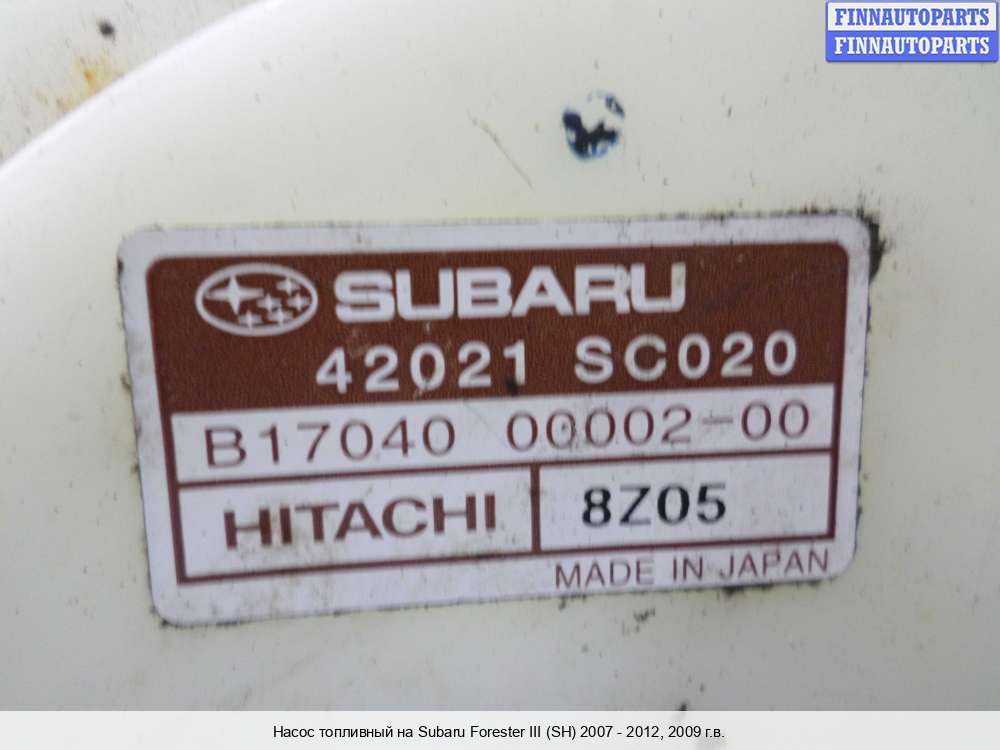 FINNAUTOPARTS
FINNAUTOPARTS
SUBARU
42021 SC020
B17040 00002-00
HITACHI 8Z05
MADE IN JAPAN
Насос топливный на Subaru Forester III (SH) 2007 - 2012, 2009 г.в.